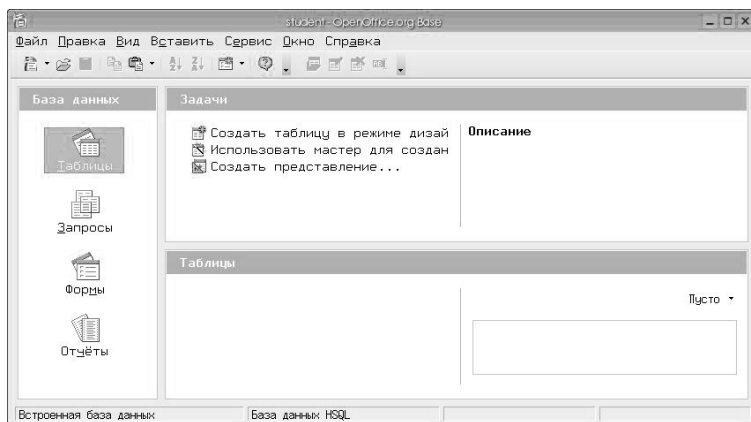 student - OpenOffice.org Base
Файл Правка Вид Вставить Сервис Окно Справка
База данных
Таблицы
Запросы
Формы
Отчёты
Задачи
Создать таблицу в режиме дизай
Использовать мастер для создан
Создать представление...
Описание
Таблицы
Пусто
Встроенная база данных
База данных HSQL